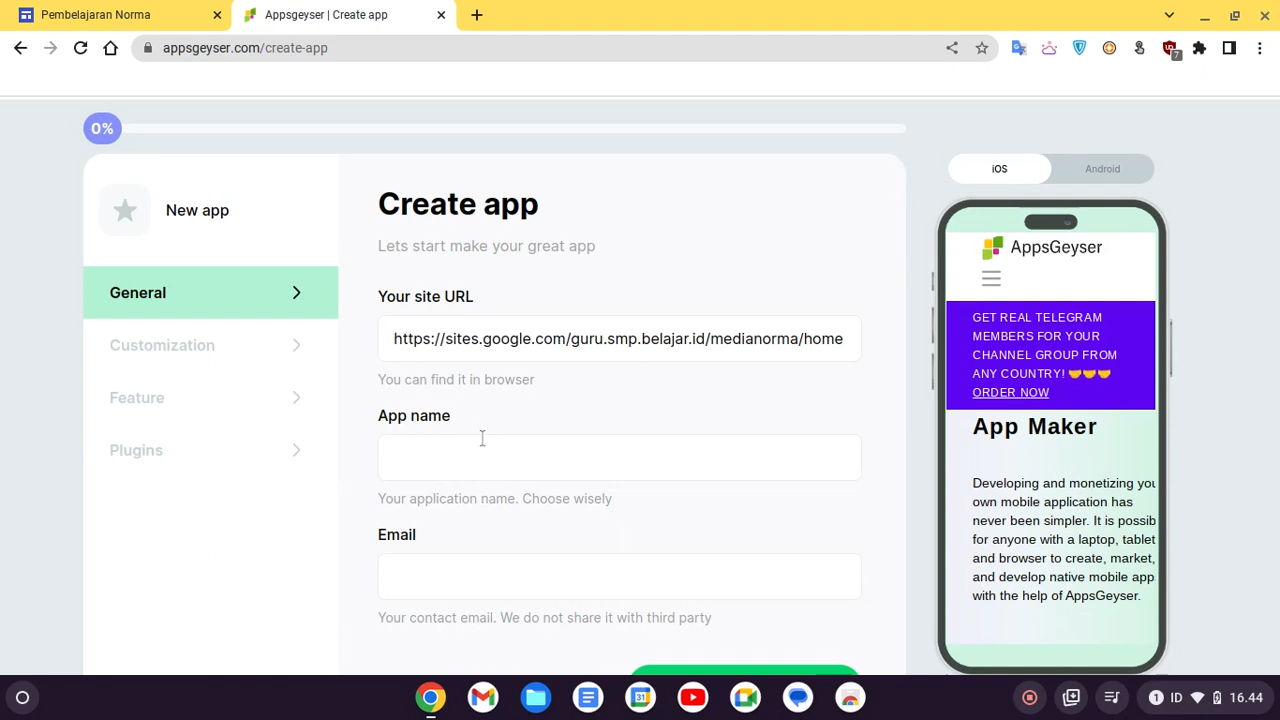 Pembelajaran Norma
Appsgeyser | Create app
appsgeyser.com/create-app
7
0%
New app
General
Customization
Feature
Plugins
Create app
Lets start make your great app
Your site URL
https://sites.google.com/guru.smp.belajar.id/medianorma/home
You can find it in browser
App name
Your application name. Choose wisely
Email
Your contact email. We do not share it with third party
iOS
Android
AppsGeyser
GET REAL TELEGRAM
MEMBERS FOR YOUR
CHANNEL GROUP FROM
ANY COUNTRY! 🤝🤝🤝
ORDER NOW
App Maker
Developing and monetizing you
own mobile application has
never been simpler. It is possib
for anyone with a laptop, tablet
and browser to create, market,
and develop native mobile app
with the help of AppsGeyser.
31
1 ID 16.44